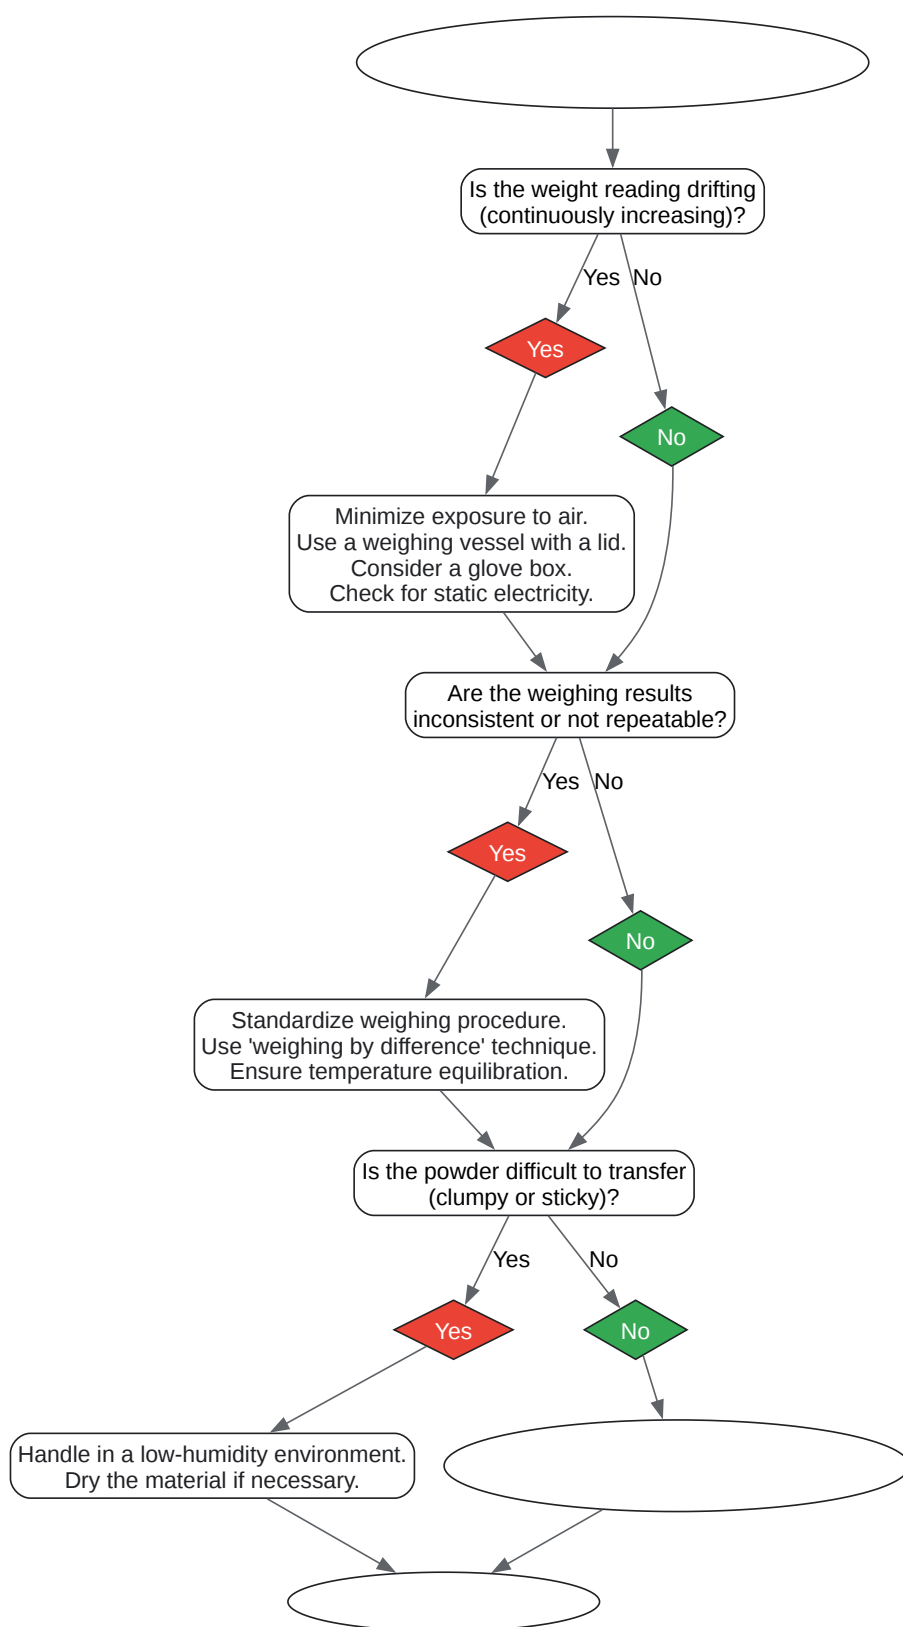 Is the weight reading drifting
(continuously increasing)?
Yes No
Yes
No
Minimize exposure to air.
Use a weighing vessel with a lid.
Consider a glove box.
Check for static electricity.
Are the weighing results
inconsistent or not repeatable?
Yes No
Yes
No
Standardize weighing procedure.
Use 'weighing by difference' technique.
Ensure temperature equilibration.
Is the powder difficult to transfer
(clumpy or sticky)?
Yes No
Yes No
Handle in a low-humidity environment.
Dry the material if necessary.